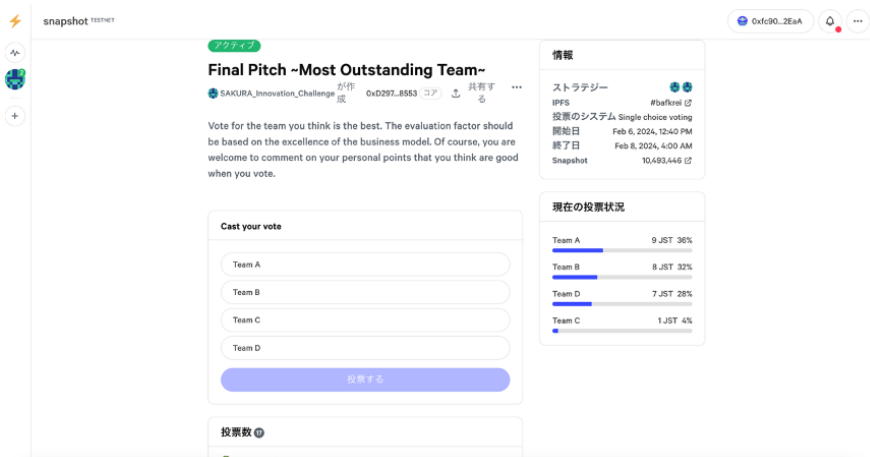 snapshot TESTNET
0xfc90...2EaA
アクティブ
Final Pitch ~Most Outstanding Team~
SAKURA_Innovation_Challenge が作成 0xD297...8553 コア 共有する
Vote for the team you think is the best. The evaluation factor should
be based on the excellence of the business model. Of course, you are
welcome to comment on your personal points that you think are good
when you vote.
Cast your vote
Team A
Team B
Team C
Team D
投票する
投票数 17
情報
ストラテジー
IPFS #bafkrei
投票のシステム Single choice voting
開始日 Feb 6, 2024, 12:40 PM
終了日 Feb 8, 2024, 4:00 AM
Snapshot 10,493,446
現在の投票状況
Team A 9 JST 36%
Team B 8 JST 32%
Team D 7 JST 28%
Team C 1 JST 4%